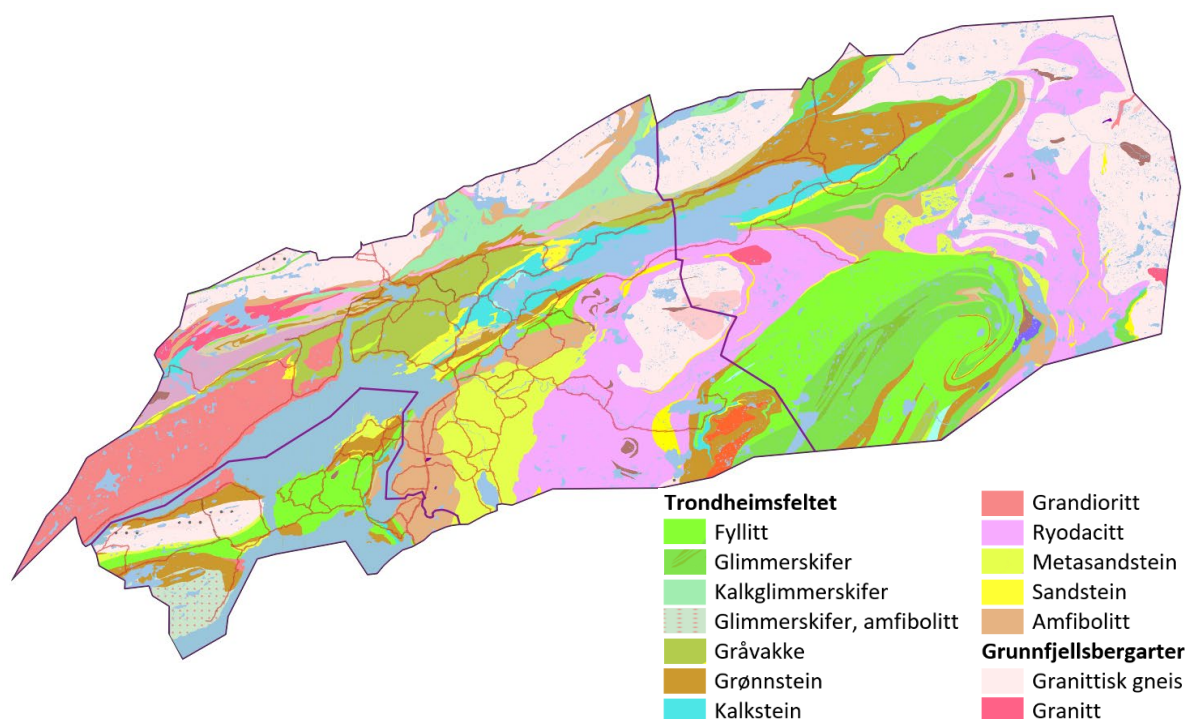 Trondheimsfeltet
Fyllitt
Glimmerskifer
Kalkglimmerskifer
Glimmerskifer, amfibolitt
Gråvakke
Grønnstein
Kalkstein
Grandioritt
Ryodacitt
Metasandstein
Sandstein
Amfibolitt
Grunnfjellsbergarter
Granittisk gneis
Granitt